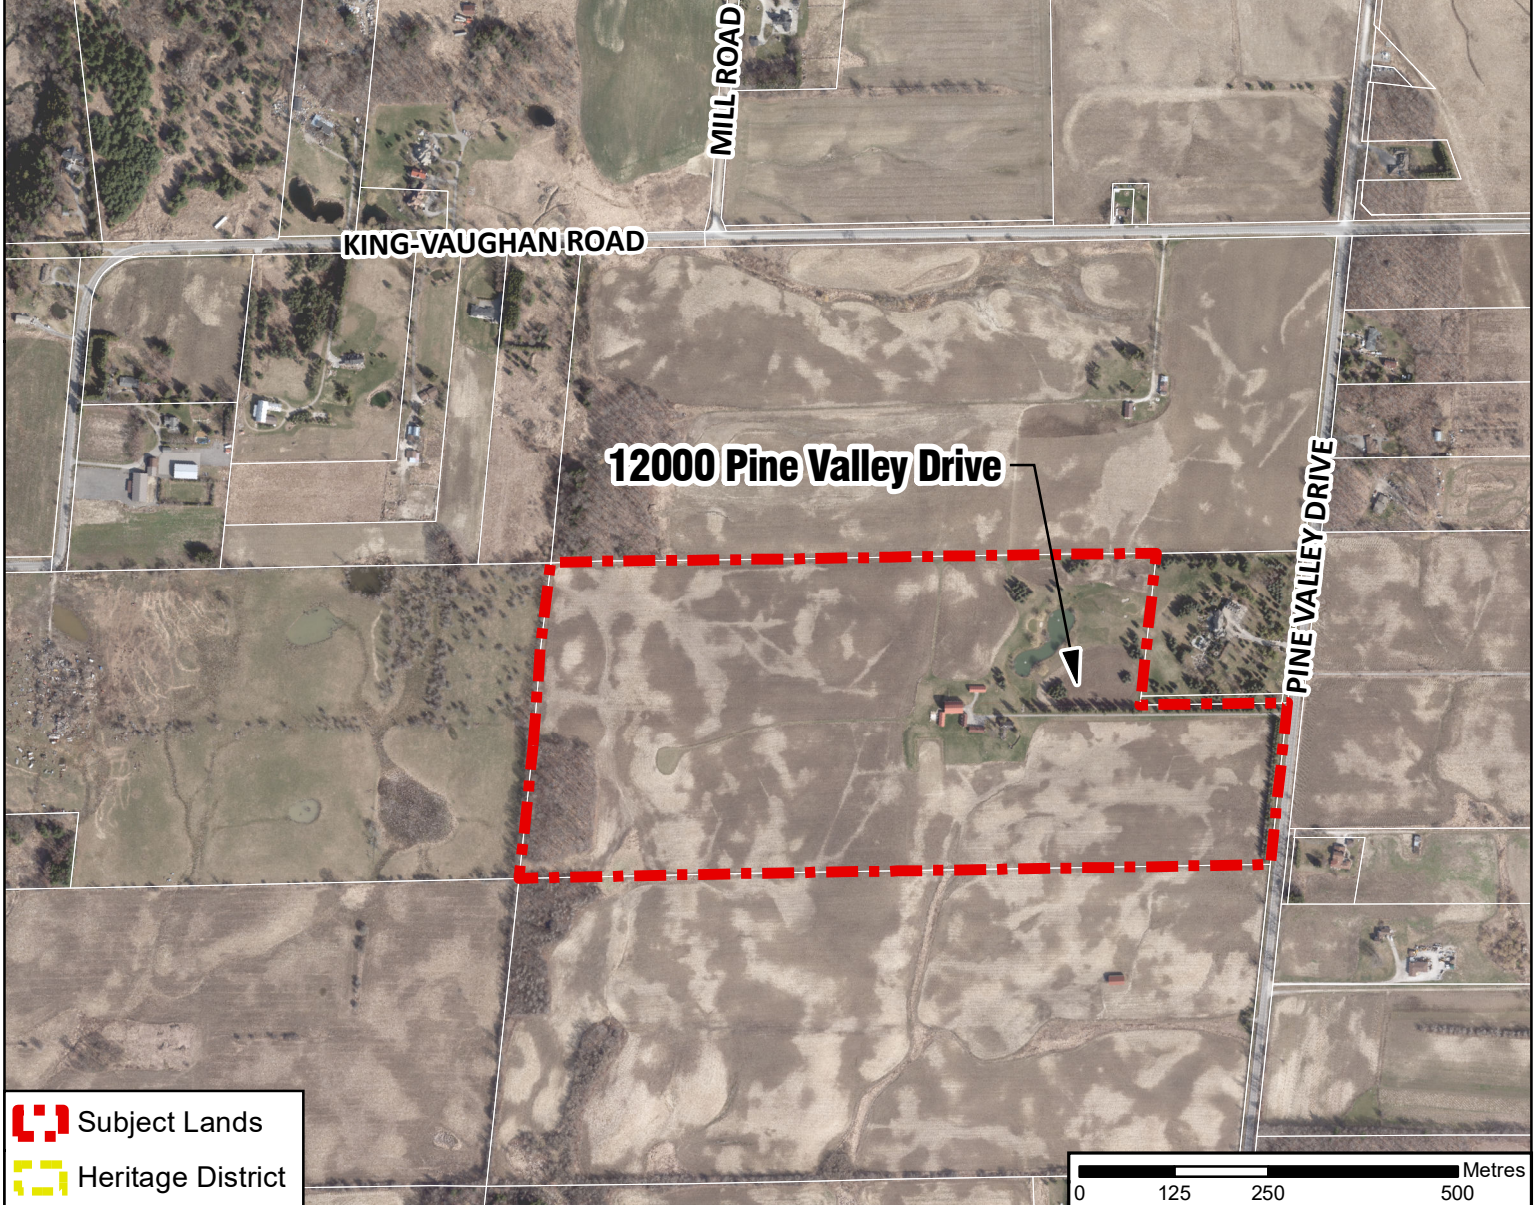 MILL ROAD
KING-VAUGHAN ROAD
12000 Pine Valley Drive
PINE VALLEY DRIVE
Subject Lands
Heritage District
Metres
0 125 250 500